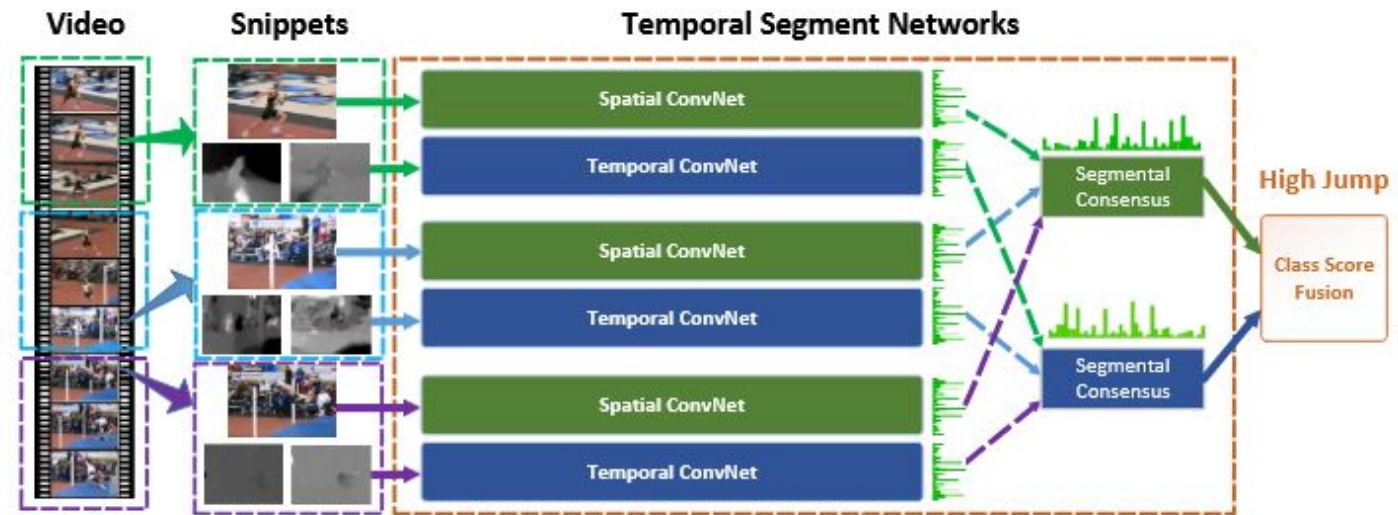 Video
Snippets
Temporal Segment Networks
Spatial ConvNet
Temporal ConvNet
Spatial ConvNet
Temporal ConvNet
Spatial ConvNet
Temporal ConvNet
Segmental
Consensus
Segmental
Consensus
High Jump
Class Score
Fusion